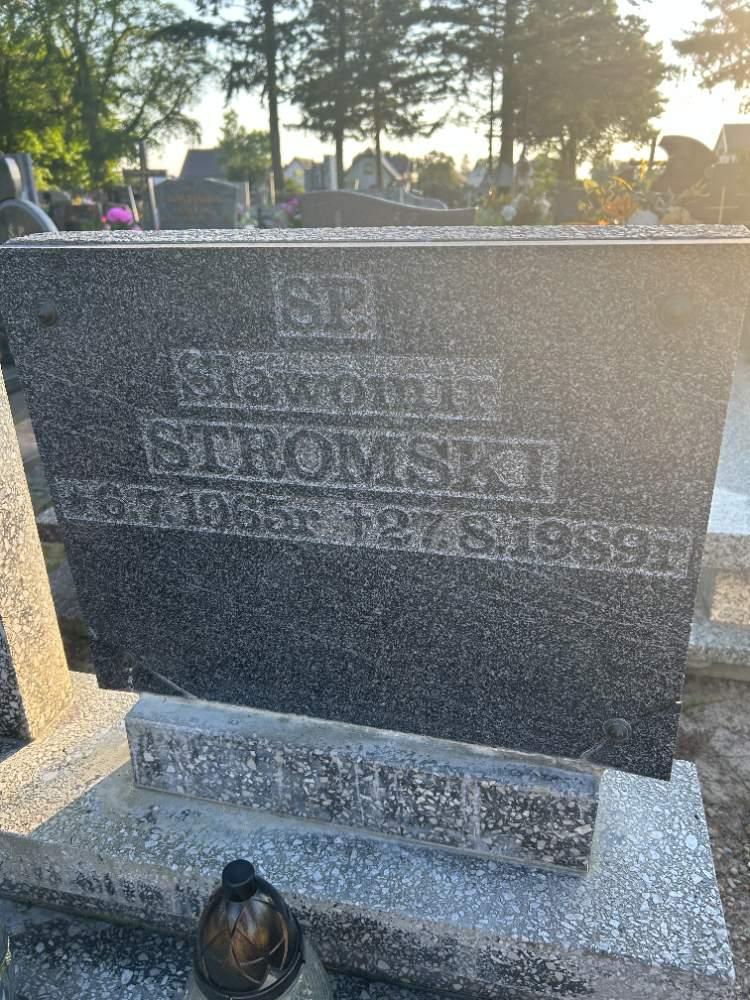 SP.
Sławomir
STROMSKI
* 6.7.1965r †27.8.1989r.